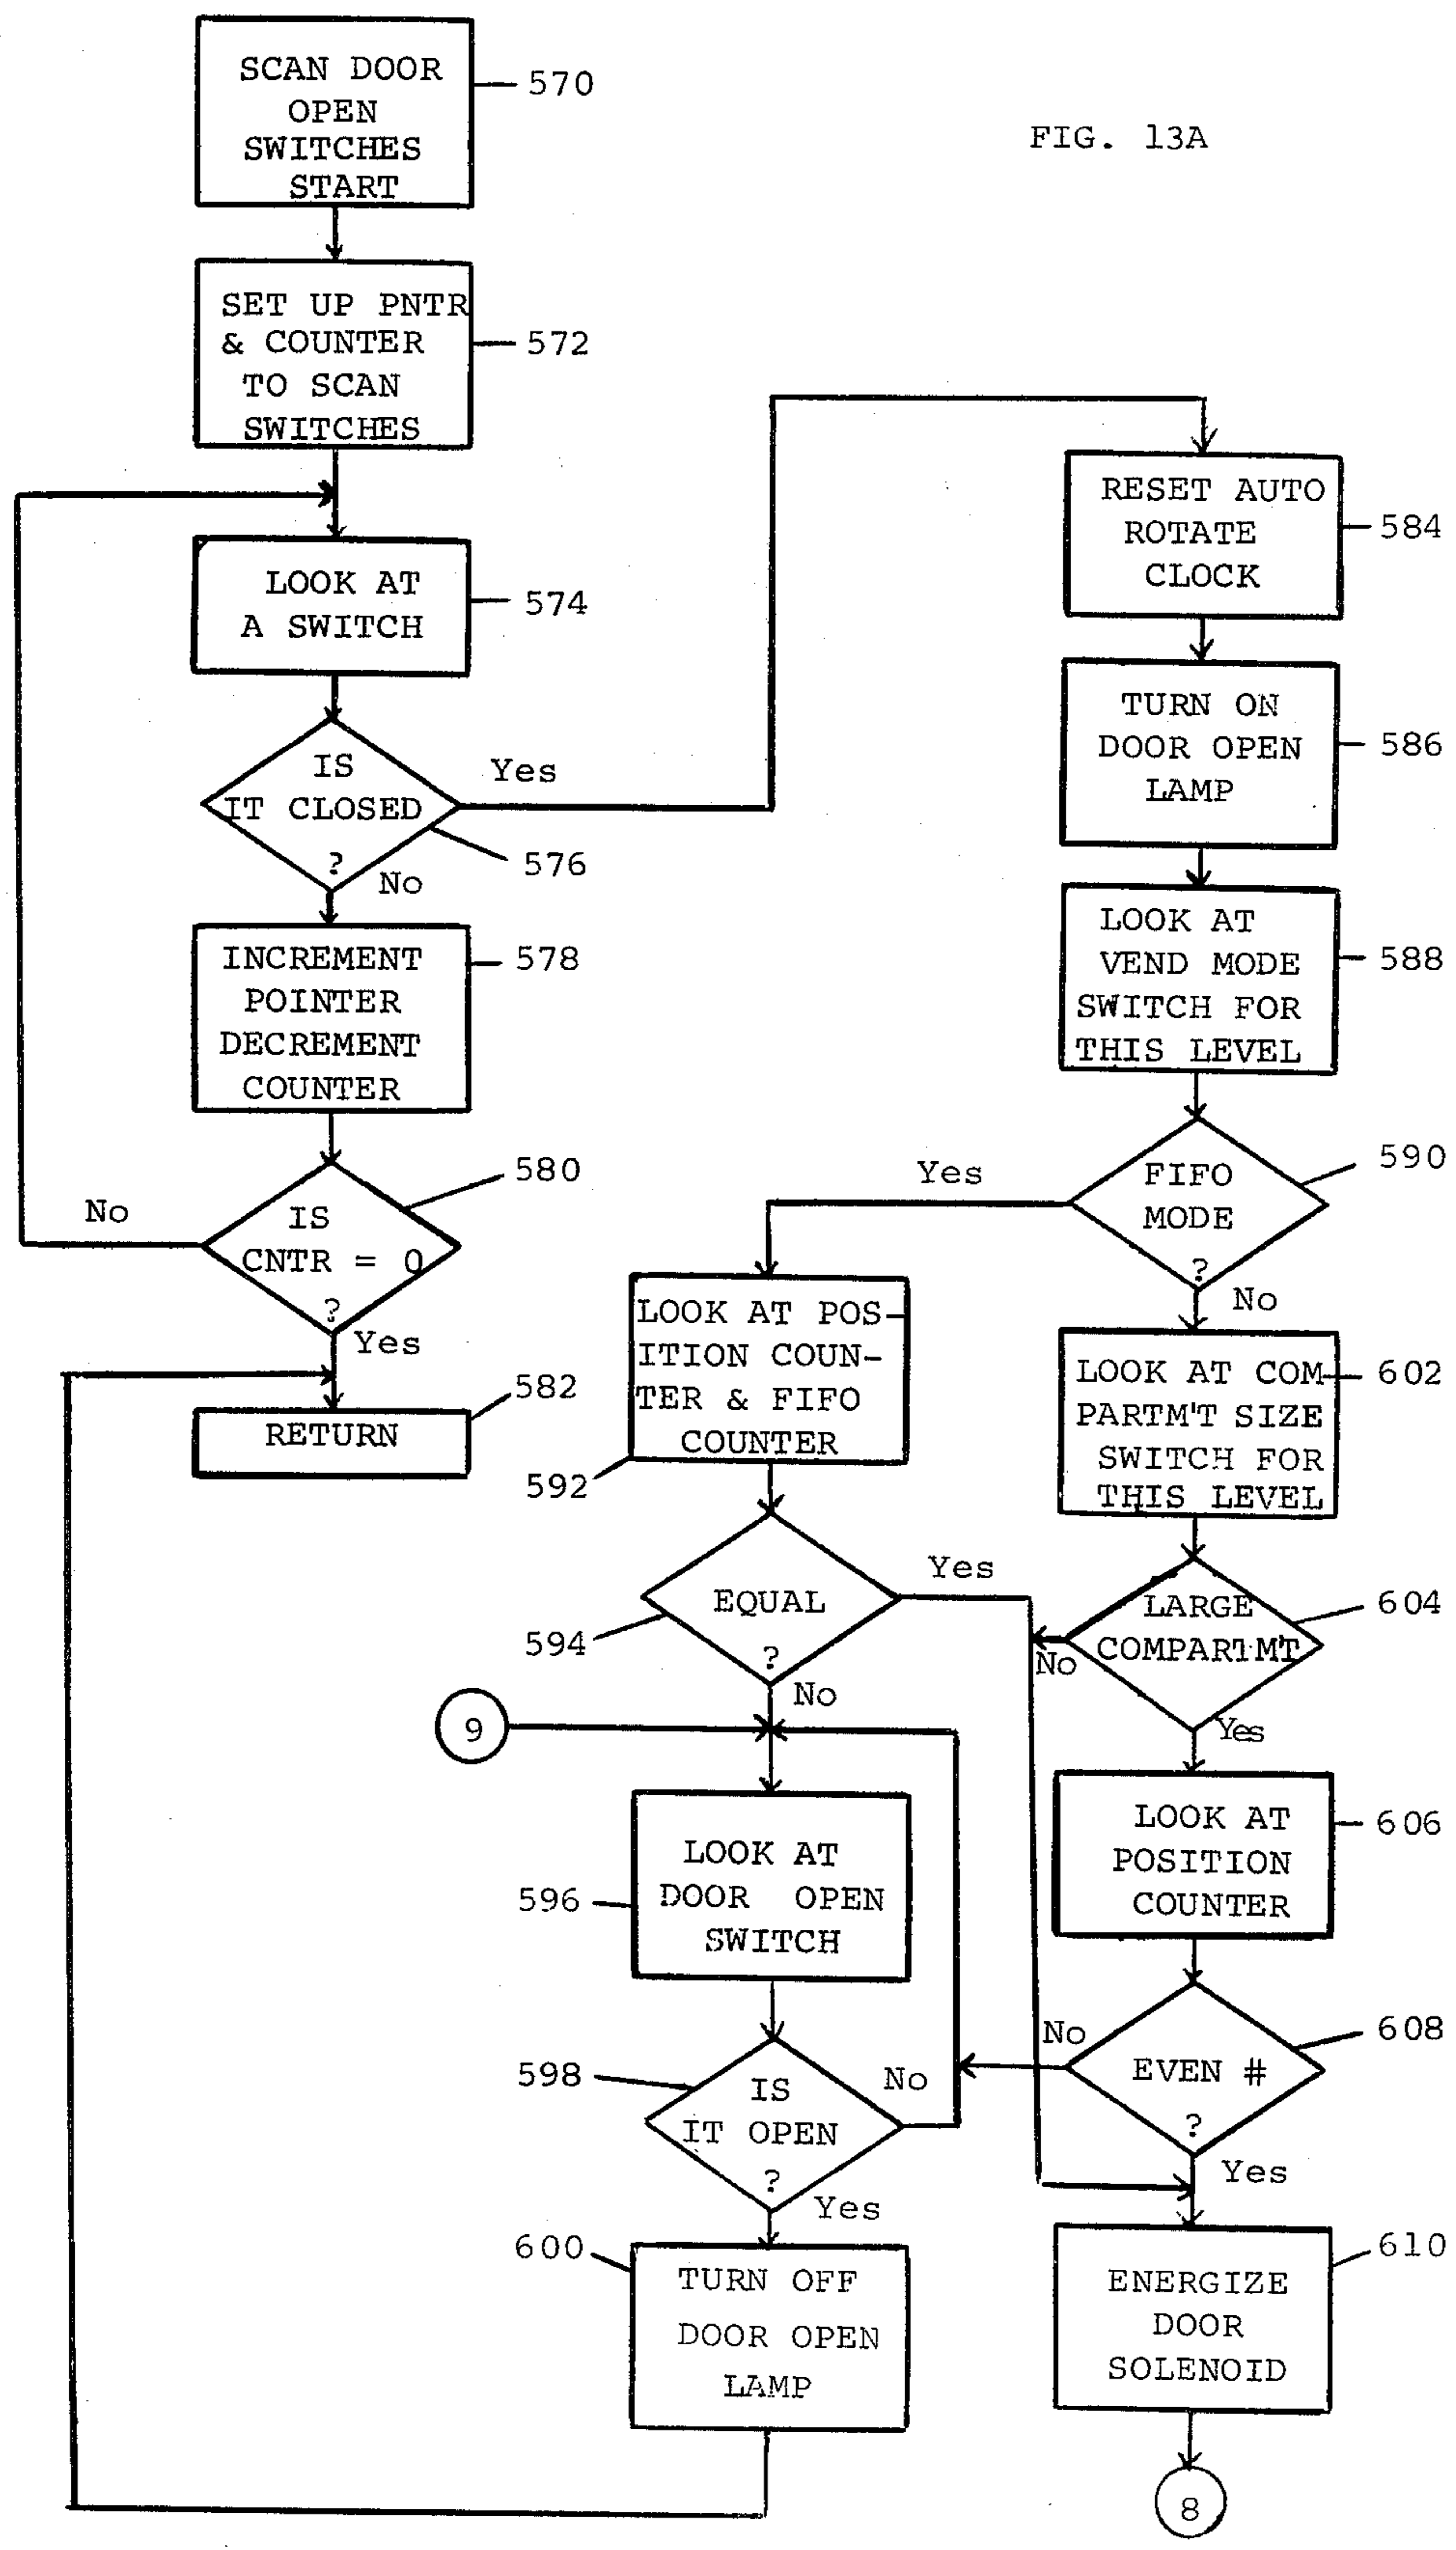 FIG. 13A
SCAN DOOR
OPEN
SWITCHES
START
570
SET UP PNTR
& COUNTER
TO SCAN
SWITCHES
572
LOOK AT
A SWITCH
574
IS
IT CLOSED
?
Yes
576
No
INCREMENT
POINTER
DECREMENT
COUNTER
578
580
IS
CNTR = 0
?
No
Yes
582
RETURN
RESET AUTO
ROTATE
CLOCK
584
TURN ON
DOOR OPEN
LAMP
586
LOOK AT
VEND MODE
SWITCH FOR
THIS LEVEL
588
FIFO
MODE
?
590
Yes
No
LOOK AT POS-
ITION COUN-
TER & FIFO
COUNTER
592
EQUAL
?
594
Yes
No
9
LOOK AT
DOOR OPEN
SWITCH
596
IS
IT OPEN
?
598
No
Yes
TURN OFF
DOOR OPEN
LAMP
600
LOOK AT COM-
PARTM'T SIZE
SWITCH FOR
THIS LEVEL
602
LARGE
COMPARTMT
604
No
Yes
LOOK AT
POSITION
COUNTER
606
EVEN #
?
608
No
Yes
ENERGIZE
DOOR
SOLENOID
610
8